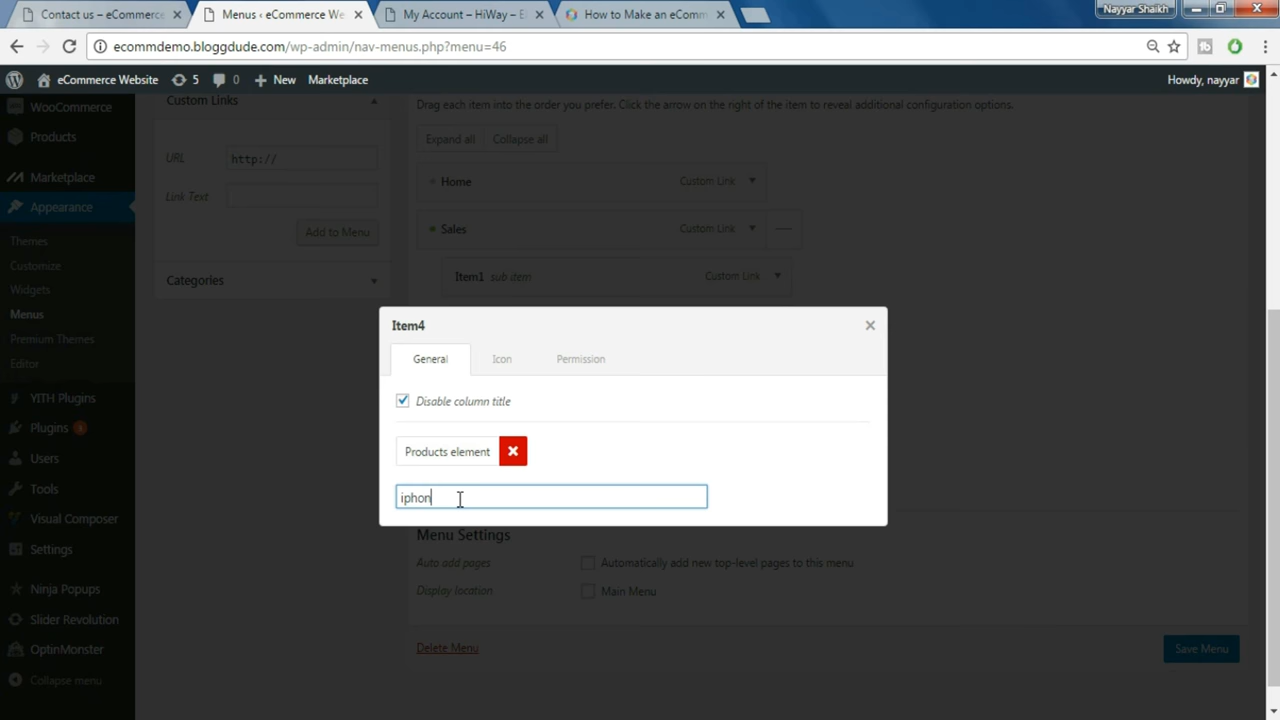 Contact us – eCommerce
Menus ‹ eCommerce We
My Account – HiWay – E
How to Make an eComm
Nayyar Shaikh
ecommdemo.bloggdude.com/wp-admin/nav-menus.php?menu=46
eCommerce Website
5
0
New
Marketplace
Howdy, nayyar
WooCommerce
Products
Marketplace
Appearance
Themes
Customize
Widgets
Menus
Premium Themes
Editor
YITH Plugins
Plugins
Users
Tools
Visual Composer
Settings
Ninja Popups
Slider Revolution
OptinMonster
Collapse menu
Custom Links
URL
http://
Link Text
Add to Menu
Categories
Drag each item into the order you prefer. Click the arrow on the right of the item to reveal additional configuration options.
Expand all
Collapse all
Home
Custom Link
Sales
Custom Link
Item1 sub item
Custom Link
Item4
General
Icon
Permission
Disable column title
Products element
iphon
Menu Settings
Auto add pages
Automatically add new top-level pages to this menu
Display location
Main Menu
Delete Menu
Save Menu